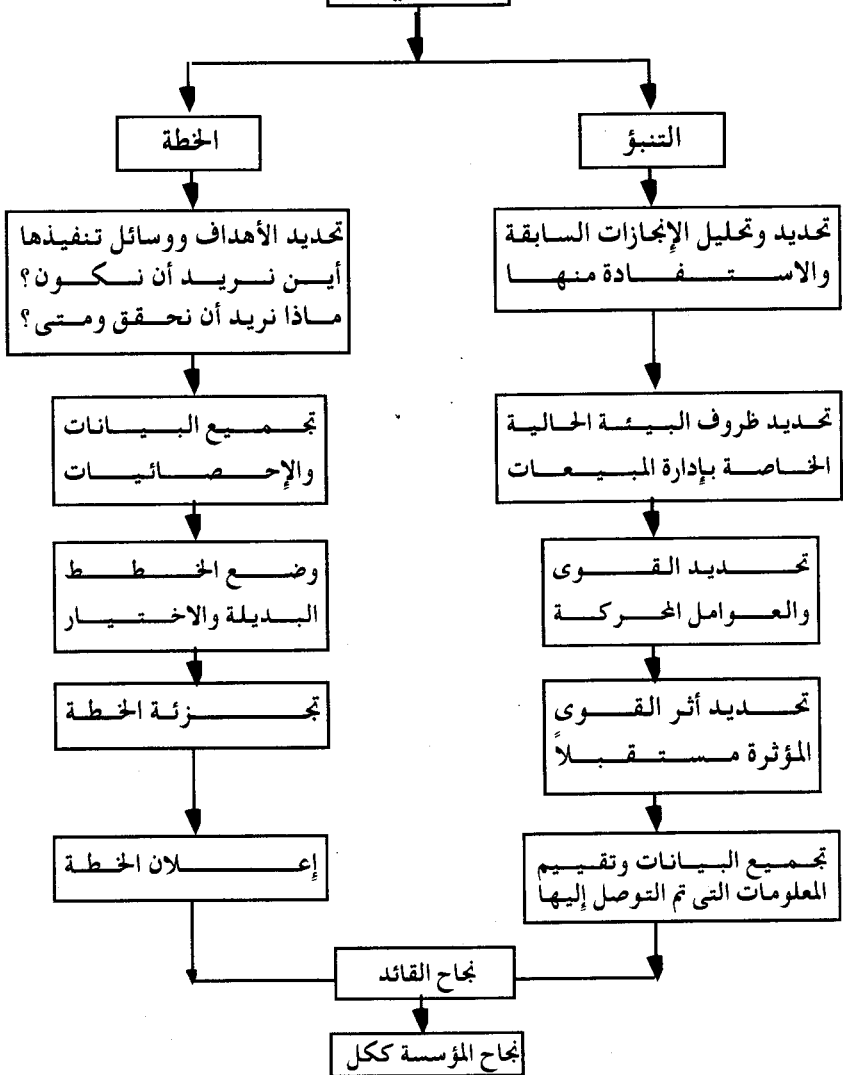 التنبؤ
تحديد وتحليل الإنجازات السابقة
والاستفادة منها
تحديد ظروف البيئة الحالية
الخاصة بإدارة المبيعات
تحديد القوى
والعوامل المحركة
تحديد أثر القوى
المؤثرة مستقبلاً
تجميع البيانات وتقييم
المعلومات التى تم التوصل إليها
الخطة
تحديد الأهداف ووسائل تنفيذها
أين نريد أن نكون؟
ماذا نريد أن نحقق ومتى؟
تجميع البيانات
والإحصائيات
وضع الخطط
البديلة والاختيار
تجزئة الخطة
إعلان الخطة
نجاح القائد
نجاح المؤسسة ككل